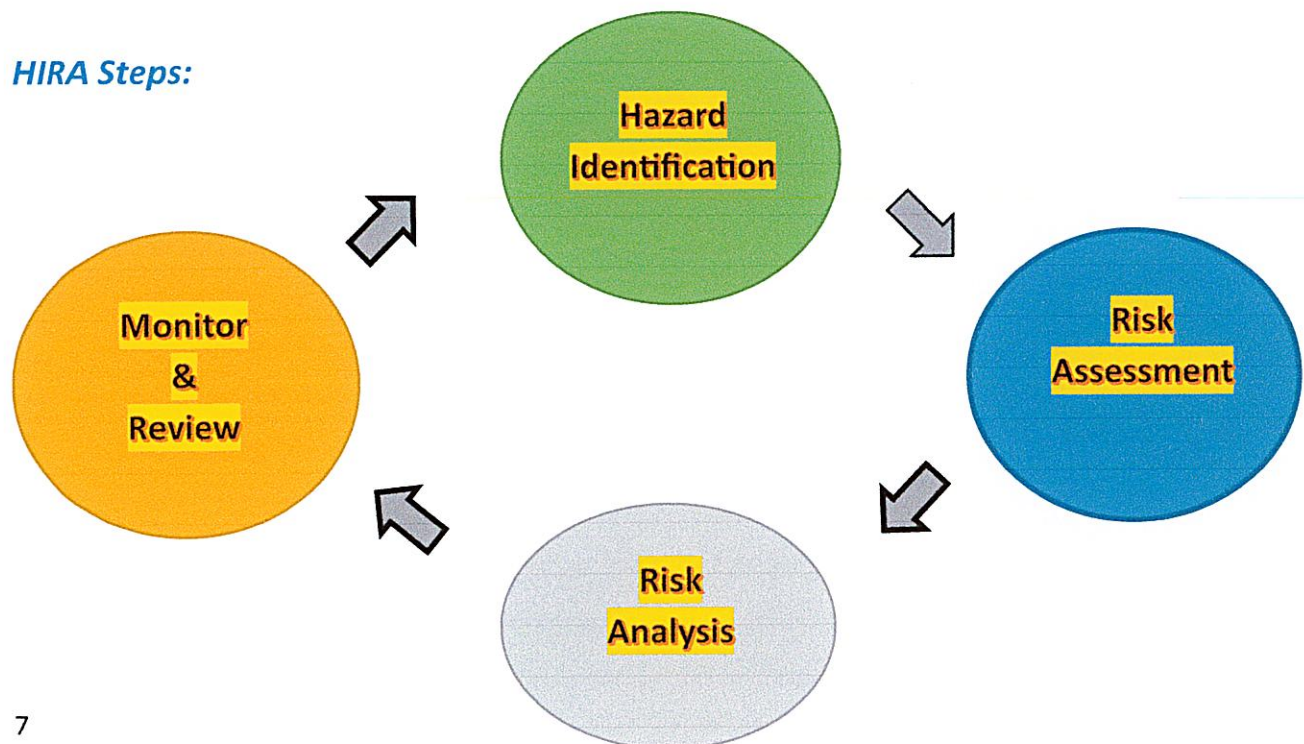 HIRA Steps:
Hazard
Identification
Risk
Assessment
Risk
Analysis
Monitor
&
Review
7